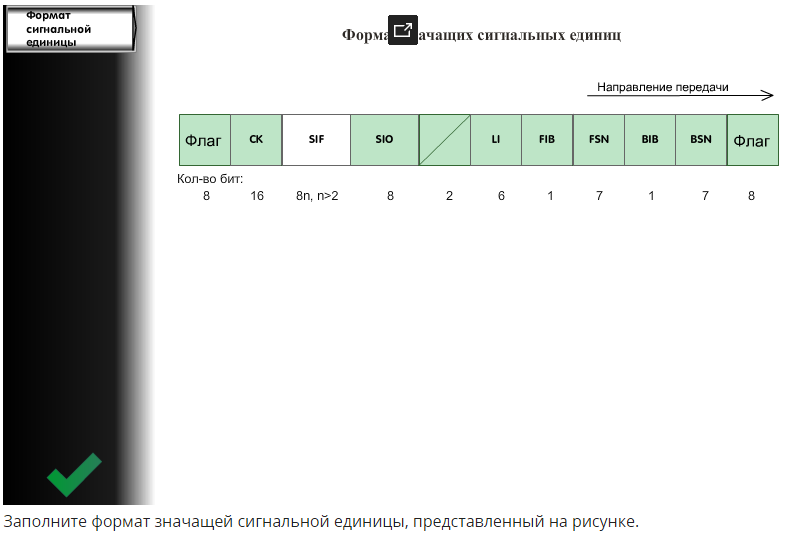 Формат
сигнальной
единицы
Форма ачащих сигнальных единиц
Направление передачи
Флаг CK SIF SIO LI FIB FSN BIB BSN Флаг
Кол-во бит:
8 16 8n, n>2 8 2 6 1 7 1 7 8
Заполните формат значащей сигнальной единицы, представленный на рисунке.